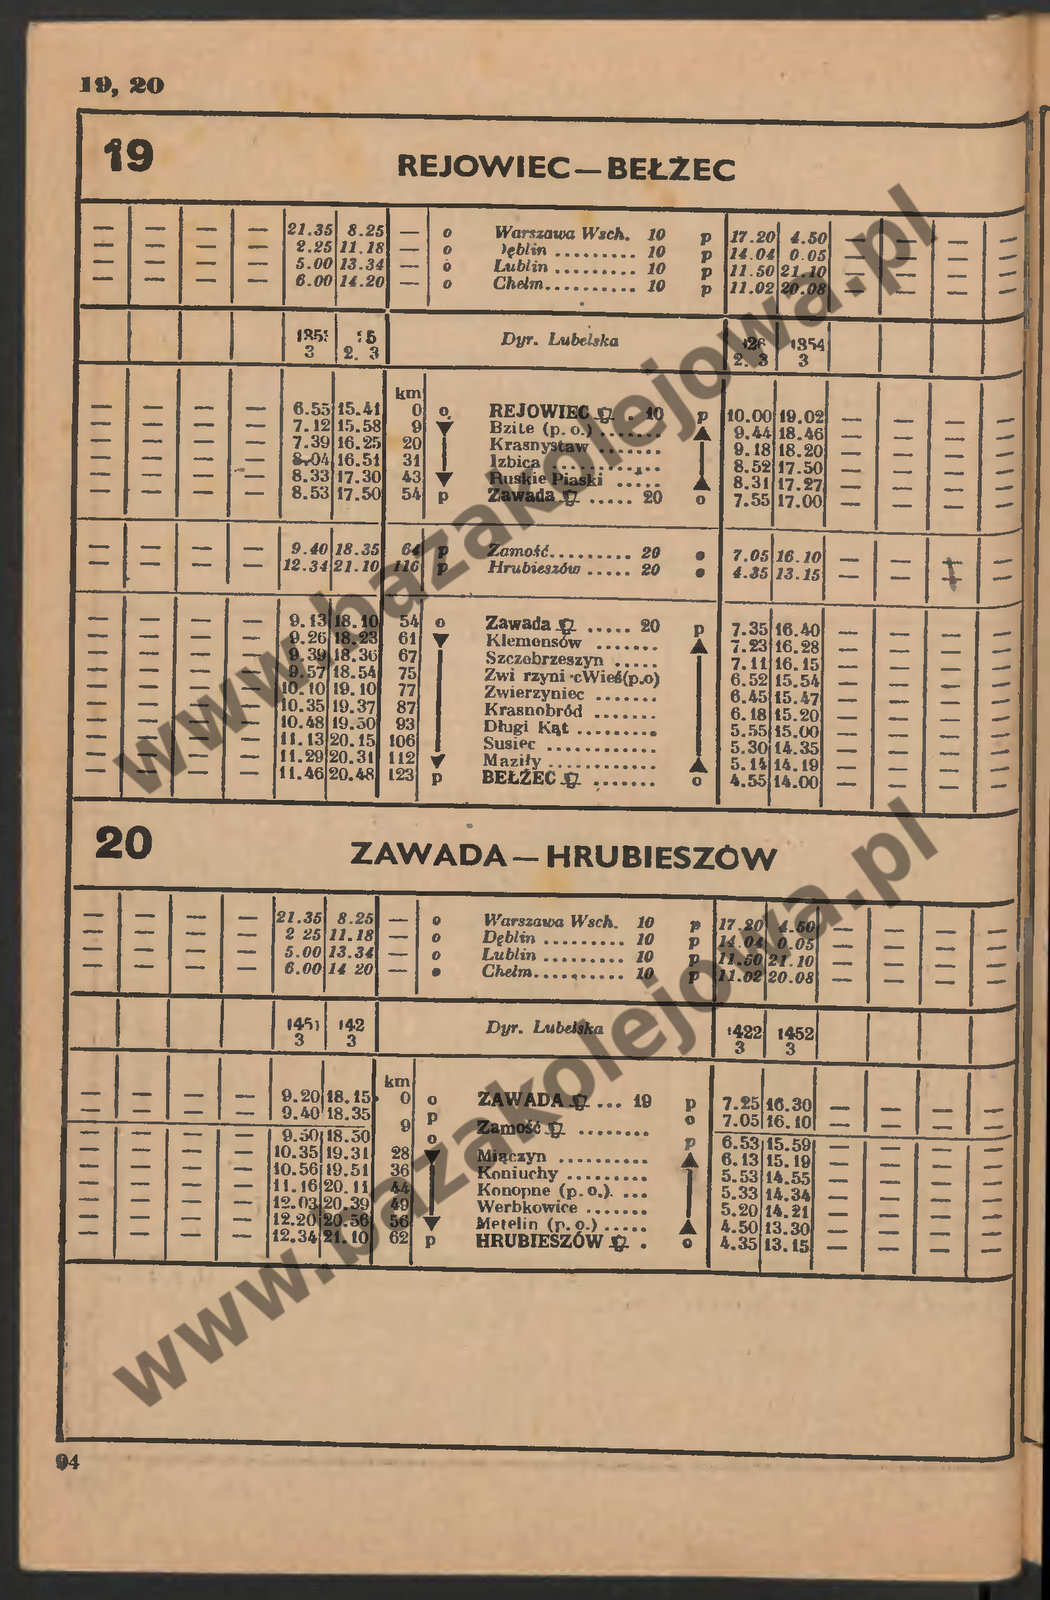 19, 20
19
REJOWIEC—BEŁŻEC
— — — — 21.35 8.25 — o Warszawa Wsch. 10 p 17.20 4.50 — — — —
— — — — 2.25 11.18 — o ęblin ......... 10 p 14.04 0.05 — — — —
— — — — 5.00 13.34 — o Lublin ......... 10 p 11.50 21.10 — — — —
— — — — 6.00 14.20 — o Chełm.......... 10 p 11.02 20.08 — — — —
Dyr. Lubelska 1354
3 2. 3 2. 3 3
km
— — — — 6.55 15.41 0 o REJOWIEC . 10 p 10.00 19.02 — — — —
— — — — 7.12 15.58 9 Bzite (p.o.) ....... 9.44 18.46 — — — —
— — — — 7.39 16.25 20 Krasnystaw ....... 9.18 18.20 — — — —
— — — — 8.04 16.51 31 Izbica ........... 8.52 17.50 — — — —
— — — — 8.33 17.30 43 Ruskie Piaski ..... 8.31 17.27 — — — —
— — — — 8.53 17.50 54 p Zawada ..... 20 o 7.55 17.00 — — — —
— — — — 9.40 18.35 64 p Zamość......... 20 o 7.05 16.10 — — — —
— — — — 12.34 21.10 116 p Hrubieszów ..... 20 o 4.35 13.15 — — — —
— — — — 9.13 18.10 54 o Zawada ..... 20 p 7.35 16.40 — — — —
— — — — 9.26 18.23 61 Klemensów ....... 7.23 16.28 — — — —
— — — — 9.39 18.36 67 Szczebrzeszyn ..... 7.11 16.15 — — — —
— — — — 9.57 18.54 75 Zwi rzyni cWieś(p.o) 6.52 15.54 — — — —
— — — — 10.10 19.10 77 Zwierzyniec ...... 6.45 15.47 — — — —
— — — — 10.35 19.37 87 Krasnobród ....... 6.18 15.20 — — — —
— — — — 10.48 19.50 93 Długi Kąt ......... 5.55 15.00 — — — —
— — — — 11.13 20.15 106 Susiec ............ 5.30 14.35 — — — —
— — — — 11.29 20.31 112 Maziły ............ 5.14 14.19 — — — —
— — — — 11.46 20.48 123 p BEŁŻEC ....... o 4.55 14.00 — — — —
20
ZAWADA—HRUBIESZÓW
— — — — 21.35 8.25 — o Warszawa Wsch. 10 p 17.20 4.50 — — — —
— — — — 2 25 11.18 — o Dęblin ......... 10 p 14.04 0.05 — — — —
— — — — 5.00 13.34 — o Lublin ......... 10 p 11.50 21.10 — — — —
— — — — 6.00 14 20 — o Chełm.......... 10 p 11.02 20.08 — — — —
1451 142 Dyr. Lubelska 1422 1452
3 3 3 3
km
— — — — 9.20 18.15 0 o ZAWADA ... 19 p 7.25 16.30 — — — —
— — — — 9.40 18.35 9 p Zamość ........ o 7.05 16.10 — — — —
— — — — 9.50 18.50 o p 6.53 15.59 — — — —
— — — — 10.35 19.31 28 Miączyn .......... 6.13 15.19 — — — —
— — — — 10.56 19.51 36 Koniuchy ......... 5.53 14.55 — — — —
— — — — 11.16 20.11 44 Konopne (p.o.). ... 5.33 14.34 — — — —
— — — — 12.03 20.39 49 Werbkowice ....... 5.20 14.21 — — — —
— — — — 12.20 20.56 56 Metelin (p.o.) ..... 4.50 13.30 — — — —
— — — — 12.34 21.10 62 p HRUBIESZÓW . o 4.35 13.15 — — — —
94
www.bazakolejowa.pl
www.bazakolejowa.pl